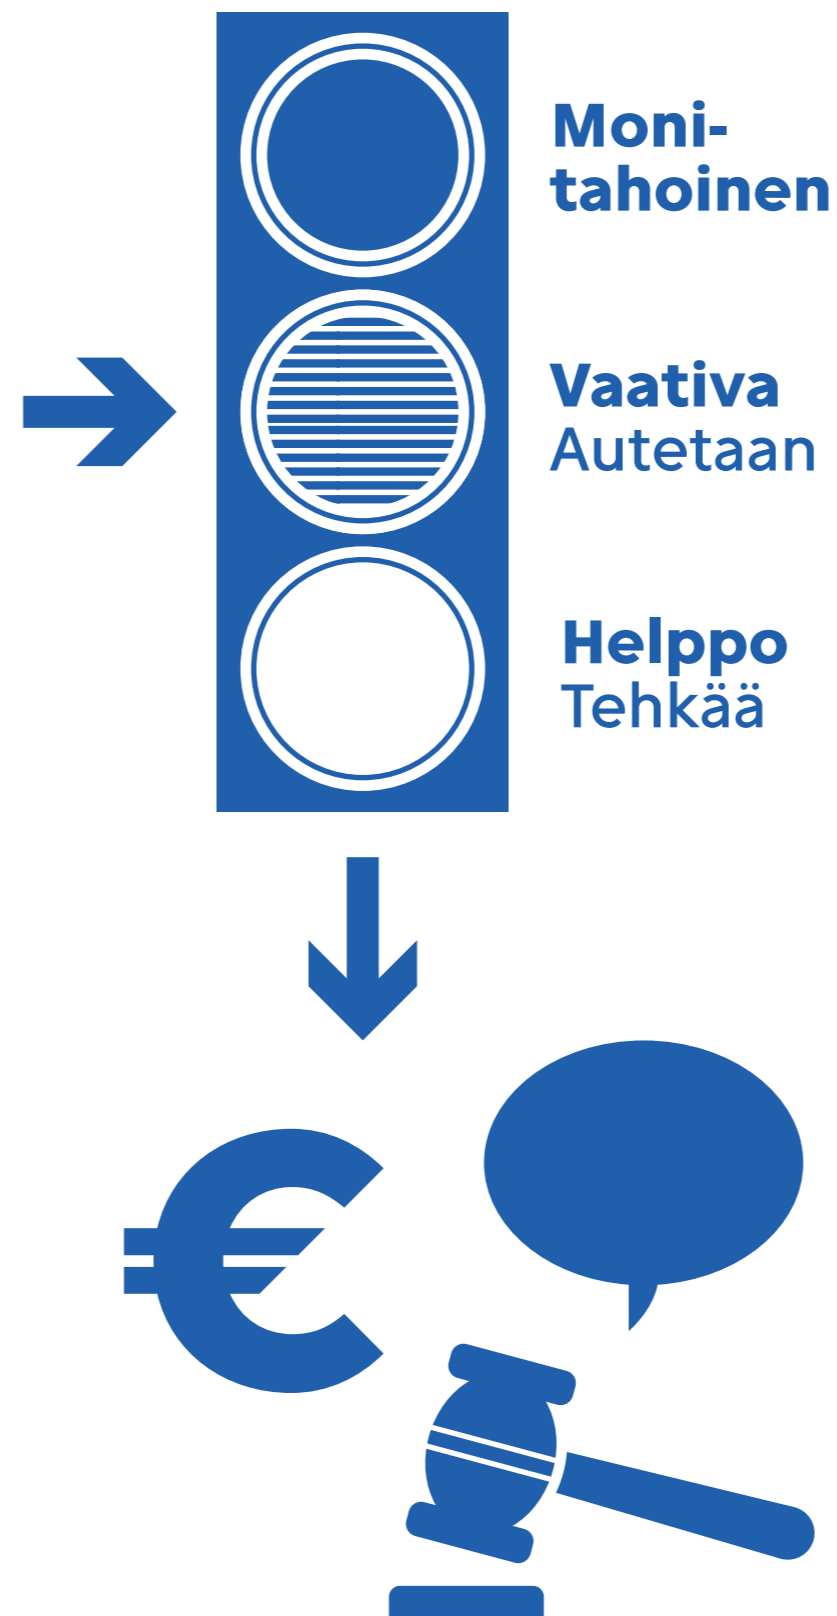 Moni-
tahoinen
Vaativa
Autetaan
Helppo
Tehkää
€